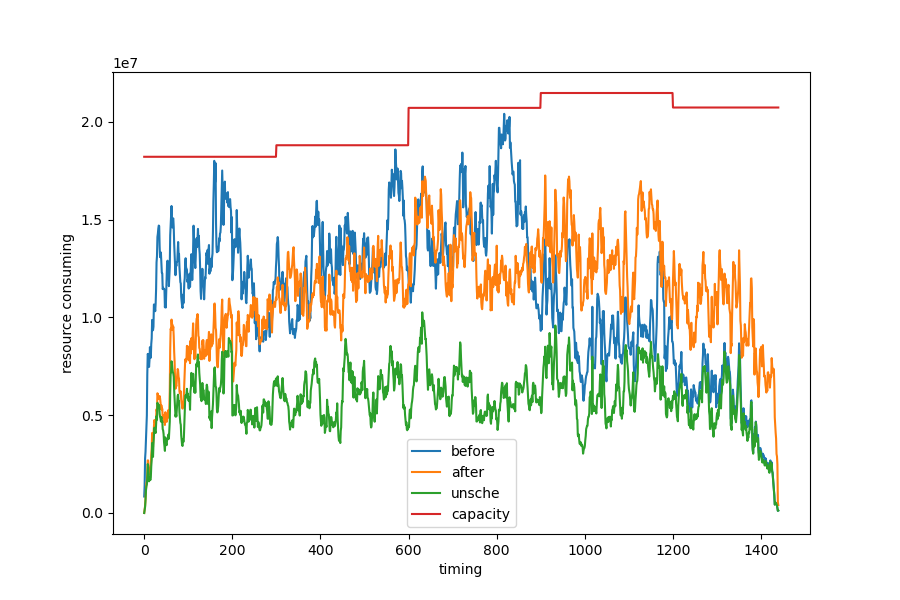 1e7
2.0
1.5
1.0
0.5
0.0
resource consuming
before
after
unsche
capacity
0 200 400 600 800 1000 1200 1400
timing